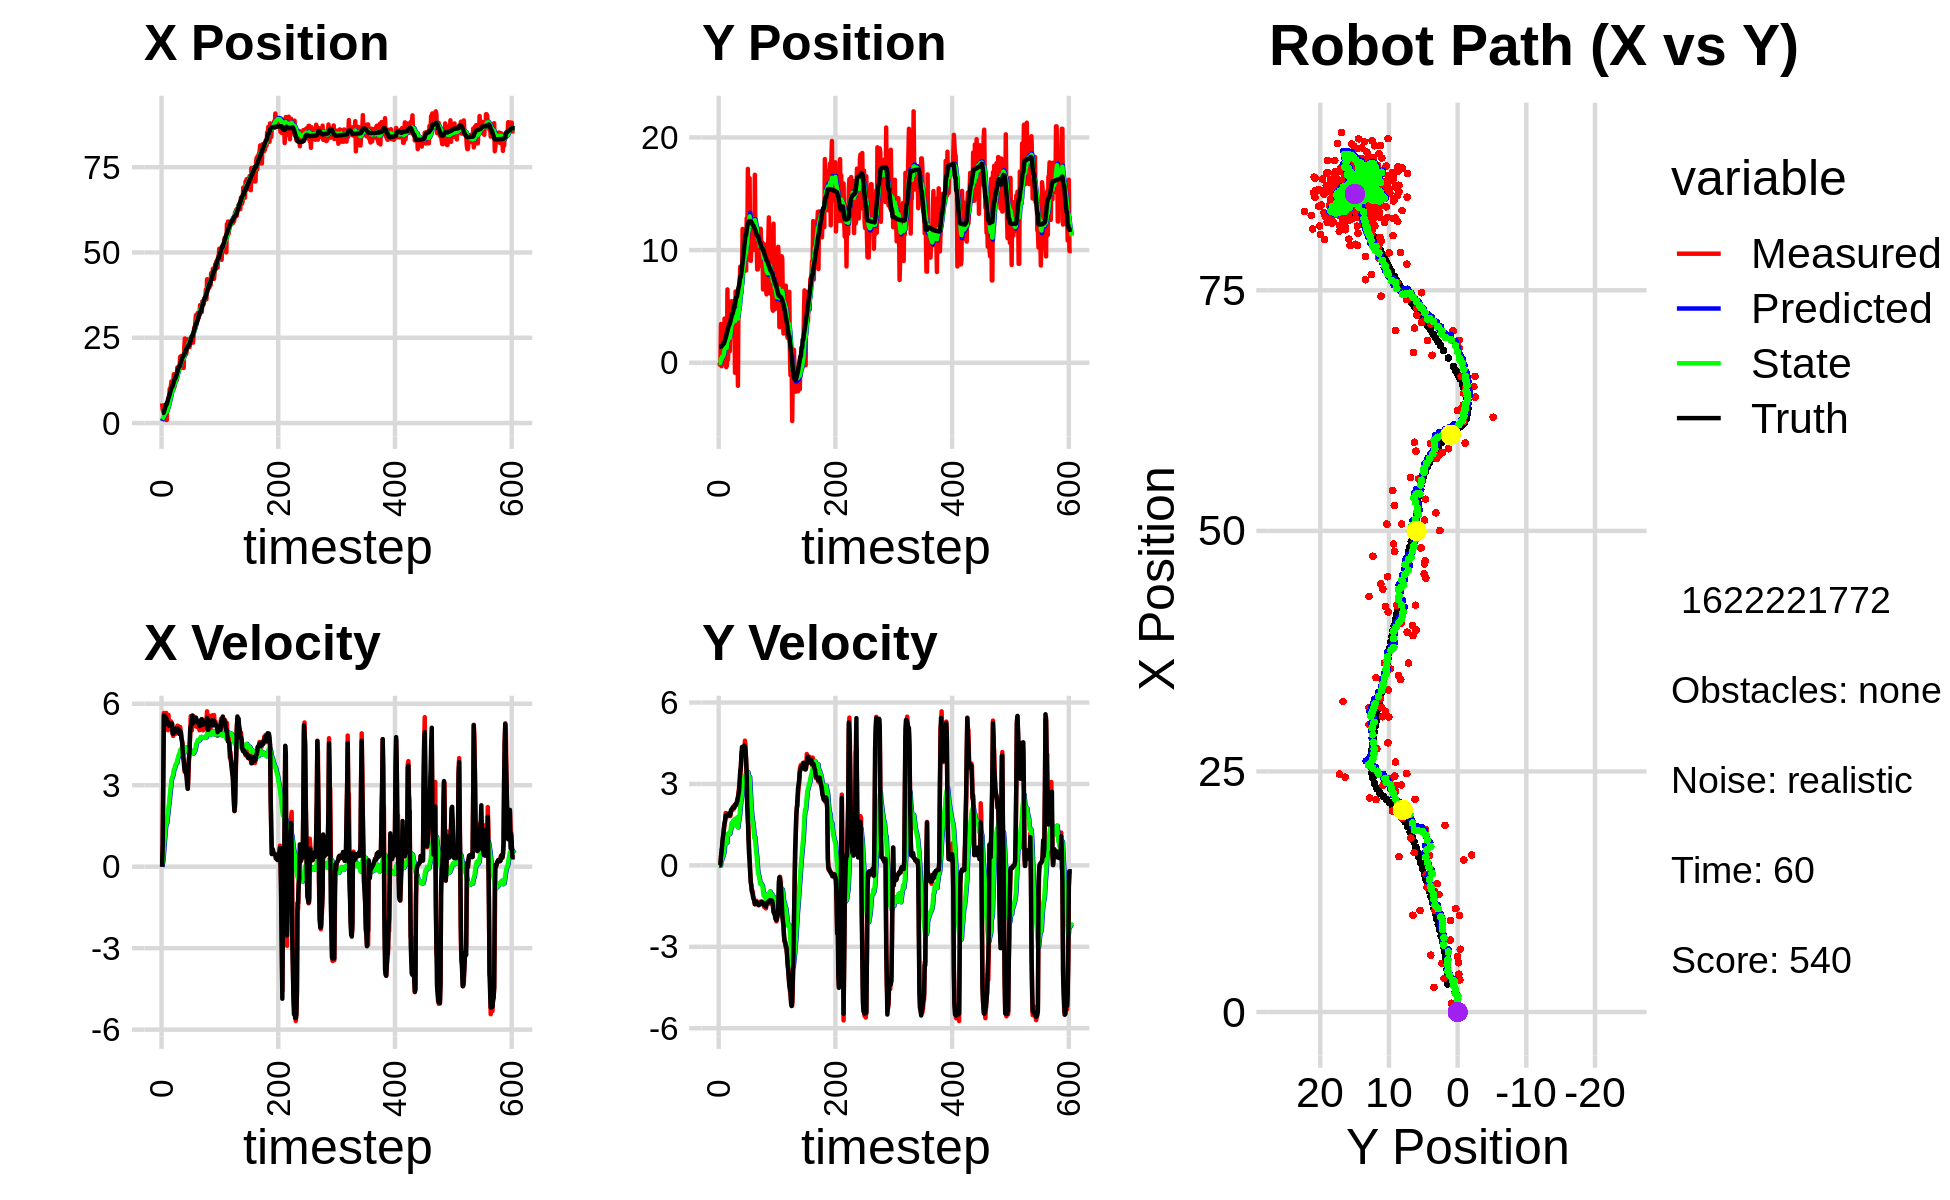 X Position
75
50
25
0
0
200
400
600
timestep
Y Position
20
10
0
0
200
400
600
timestep
X Velocity
6
3
0
-3
-6
0
200
400
600
timestep
Y Velocity
6
3
0
-3
-6
0
200
400
600
timestep
Robot Path (X vs Y)
X Position
75
50
25
0
20 10 0 -10 -20
Y Position
variable
Measured
Predicted
State
Truth
1622221772
Obstacles: none
Noise: realistic
Time: 60
Score: 540